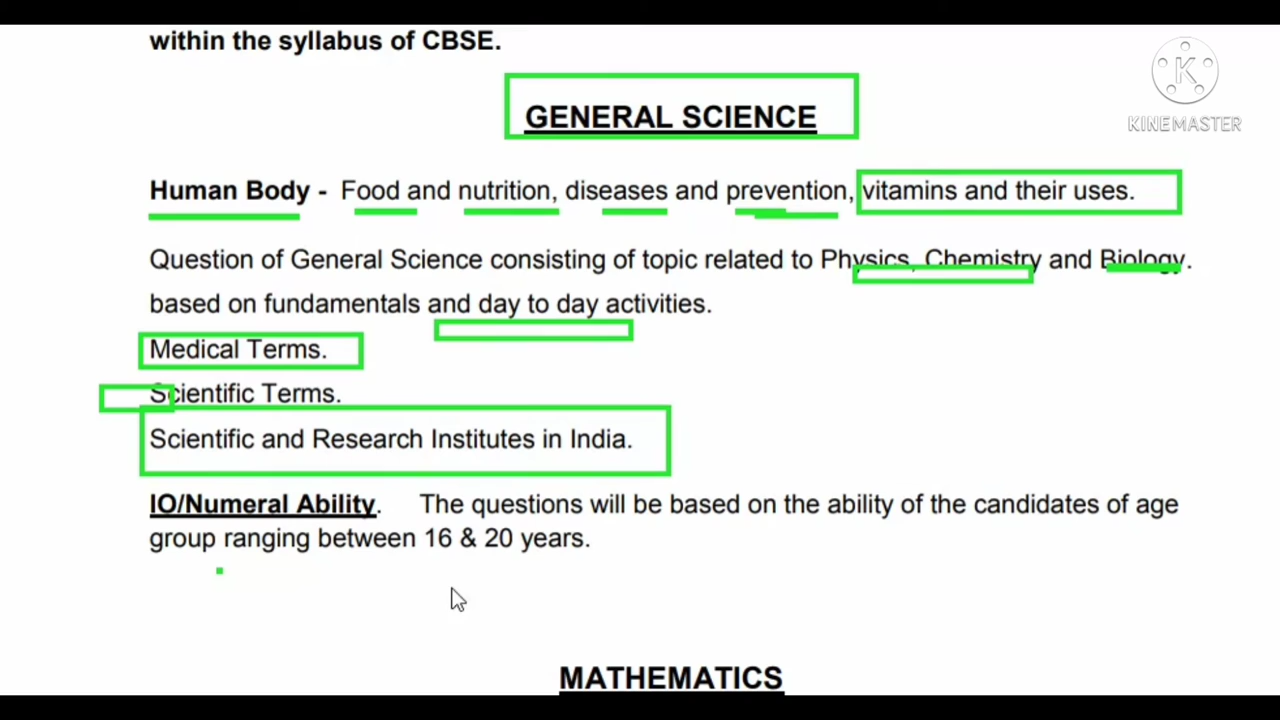 within the syllabus of CBSE.
GENERAL SCIENCE
KINEMASTER
Human Body - Food and nutrition, diseases and prevention, vitamins and their uses.
Question of General Science consisting of topic related to Physics, Chemistry and Biology.
based on fundamentals and day to day activities.
Medical Terms.
Scientific Terms.
Scientific and Research Institutes in India.
IO/Numeral Ability. The questions will be based on the ability of the candidates of age
group ranging between 16 & 20 years.
MATHEMATICS